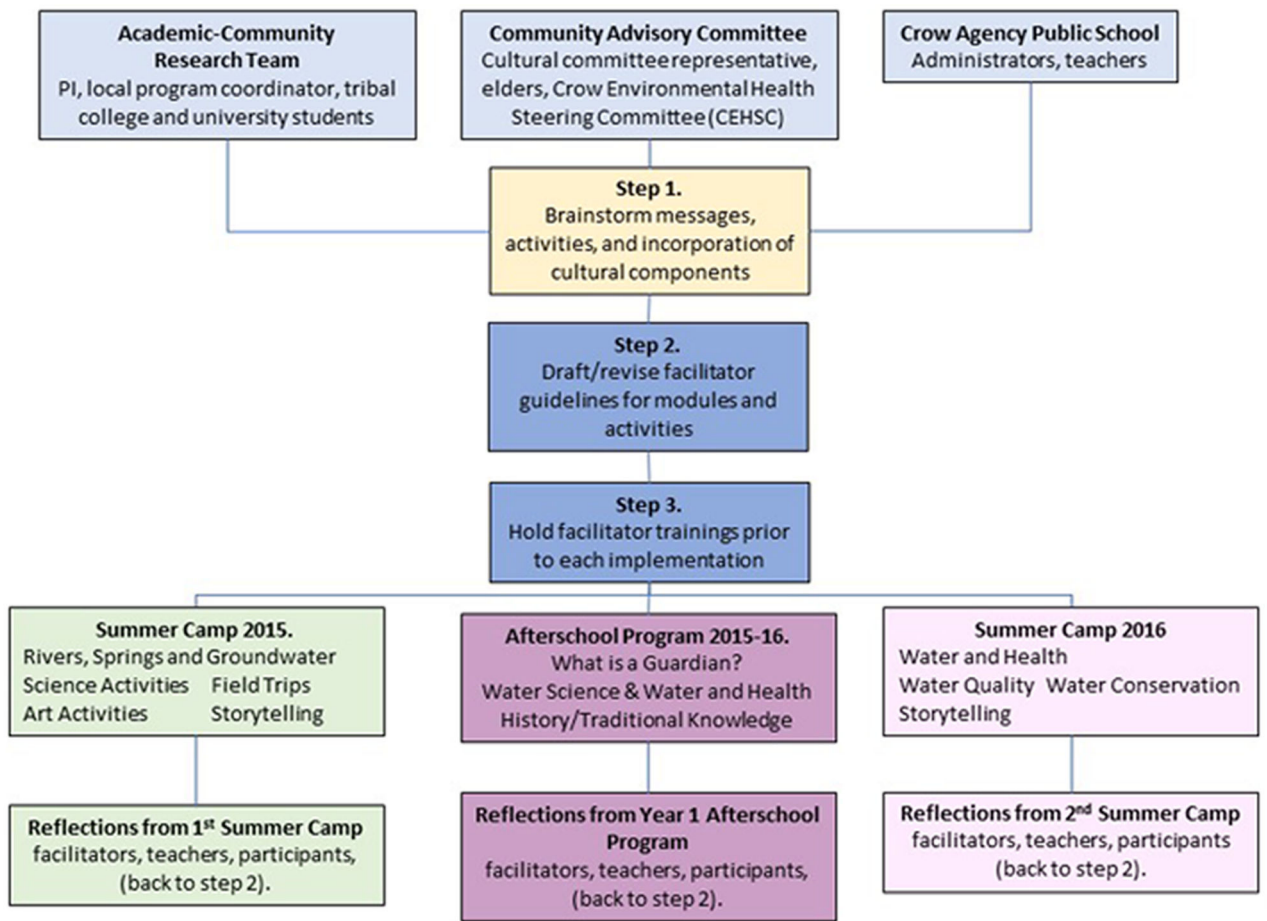 Academic-Community
Research Team
PI, local program coordinator, tribal
college and university students
Community Advisory Committee
Cultural committee representative,
elders, Crow Environmental Health
Steering Committee (CEHSC)
Crow Agency Public School
Administrators, teachers
Step 1.
Brainstorm messages,
activities, and incorporation of
cultural components
Step 2.
Draft/revise facilitator
guidelines for modules and
activities
Step 3.
Hold facilitator trainings prior
to each implementation
Summer Camp 2015.
Rivers, Springs and Groundwater
Science Activities Field Trips
Art Activities Storytelling
Afterschool Program 2015-16.
What is a Guardian?
Water Science & Water and Health
History/Traditional Knowledge
Summer Camp 2016
Water and Health
Water Quality Water Conservation
Storytelling
Reflections from 1st Summer Camp
facilitators, teachers, participants,
(back to step 2).
Reflections from Year 1 Afterschool
Program
facilitators, teachers, participants,
(back to step 2).
Reflections from 2nd Summer Camp
facilitators, teachers, participants
(back to step 2).